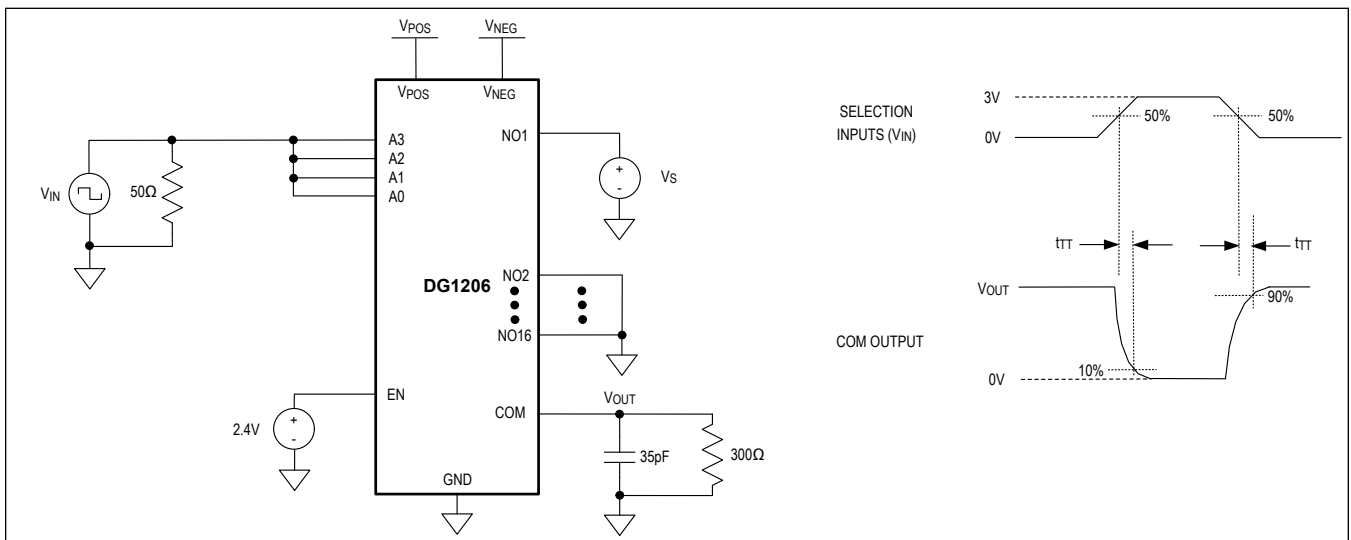 VPOS
VNEG
VPOS
VNEG
A3
A2
A1
A0
NO1
VIN
50Ω
VS
DG1206
NO2
NO16
EN
2.4V
COM
VOUT
35pF
300Ω
GND
SELECTION
INPUTS (VIN)
3V
0V
50%
50%
tTT
tTT
VOUT
90%
COM OUTPUT
10%
0V